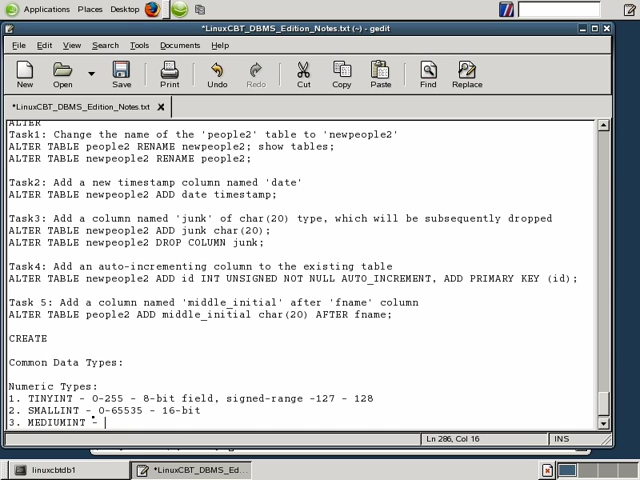 Applications Places Desktop
*LinuxCBT_DBMS_Edition_Notes.txt (~) - gedit
File Edit View Search Tools Documents Help
New Open Save Print Undo Redo Cut Copy Paste Find Replace
*LinuxCBT_DBMS_Edition_Notes.txt
ALTER
Task1: Change the name of the 'people2' table to 'newpeople2'
ALTER TABLE people2 RENAME newpeople2; show tables;
ALTER TABLE newpeople2 RENAME people2;
Task2: Add a new timestamp column named 'date'
ALTER TABLE newpeople2 ADD date timestamp;
Task3: Add a column named 'junk' of char(20) type, which will be subsequently dropped
ALTER TABLE newpeople2 ADD junk char(20);
ALTER TABLE newpeople2 DROP COLUMN junk;
Task4: Add an auto-incrementing column to the existing table
ALTER TABLE newpeople2 ADD id INT UNSIGNED NOT NULL AUTO_INCREMENT, ADD PRIMARY KEY (id);
Task 5: Add a column named 'middle_initial' after 'fname' column
ALTER TABLE people2 ADD middle_initial char(20) AFTER fname;
CREATE
Common Data Types:
Numeric Types:
1. TINYINT - 0-255 - 8-bit field, signed-range -127 - 128
2. SMALLINT - 0-65535 - 16-bit
3. MEDIUMINT -
Ln 286, Col 16 INS
linuxcbtdb1 *LinuxCBT_DBMS_Ed...